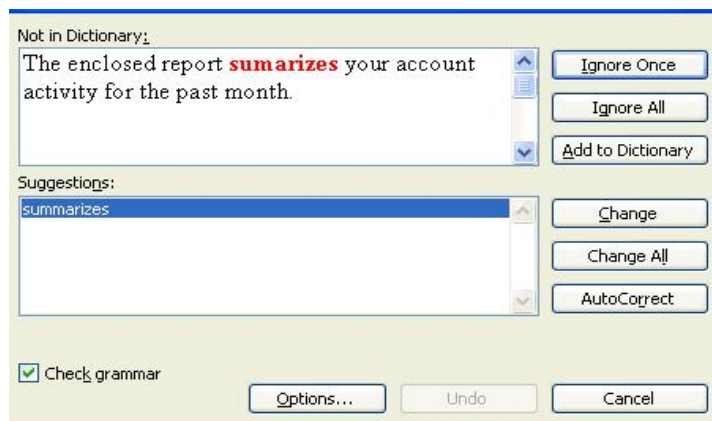 Not in Dictionary:
The enclosed report sumarizes your account
activity for the past month.
Ignore Once
Ignore All
Add to Dictionary
Suggestions:
summarizes
Change
Change All
AutoCorrect
Check grammar
Options...
Undo
Cancel